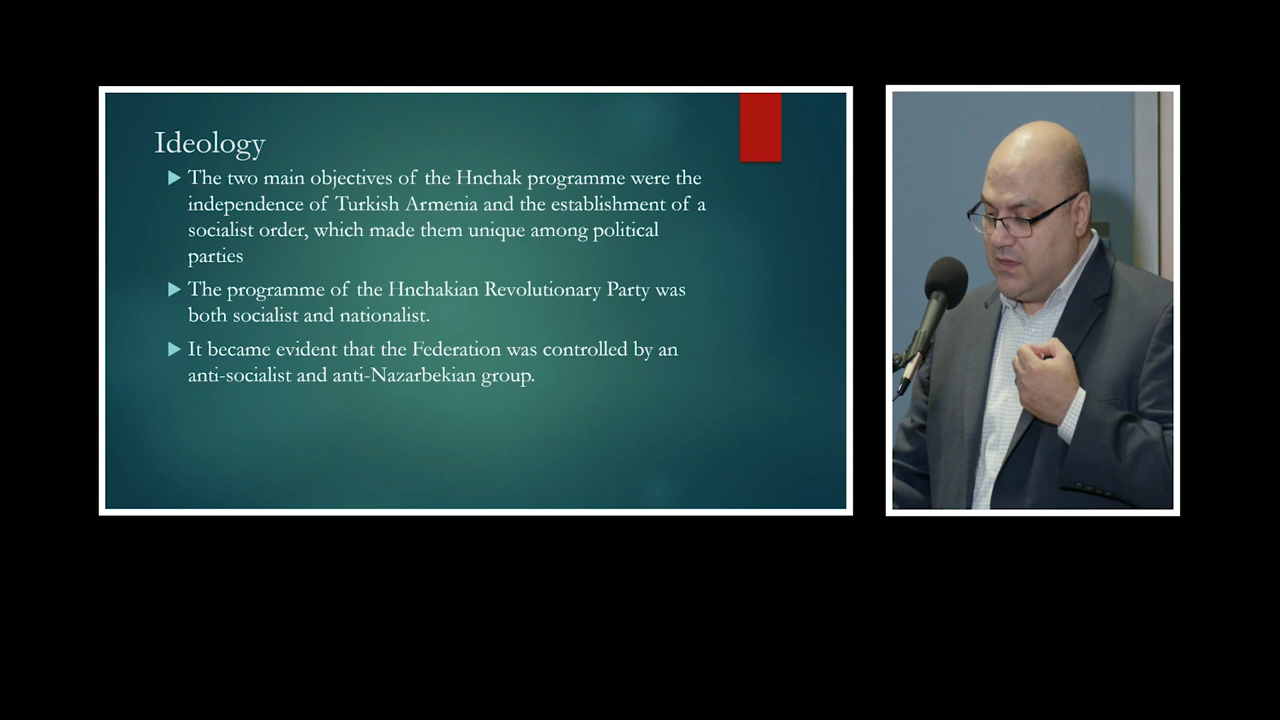 Ideology
The two main objectives of the Hnchak programme were the
independence of Turkish Armenia and the establishment of a
socialist order, which made them unique among political
parties
The programme of the Hnchakian Revolutionary Party was
both socialist and nationalist.
It became evident that the Federation was controlled by an
anti-socialist and anti-Nazarbekian group.